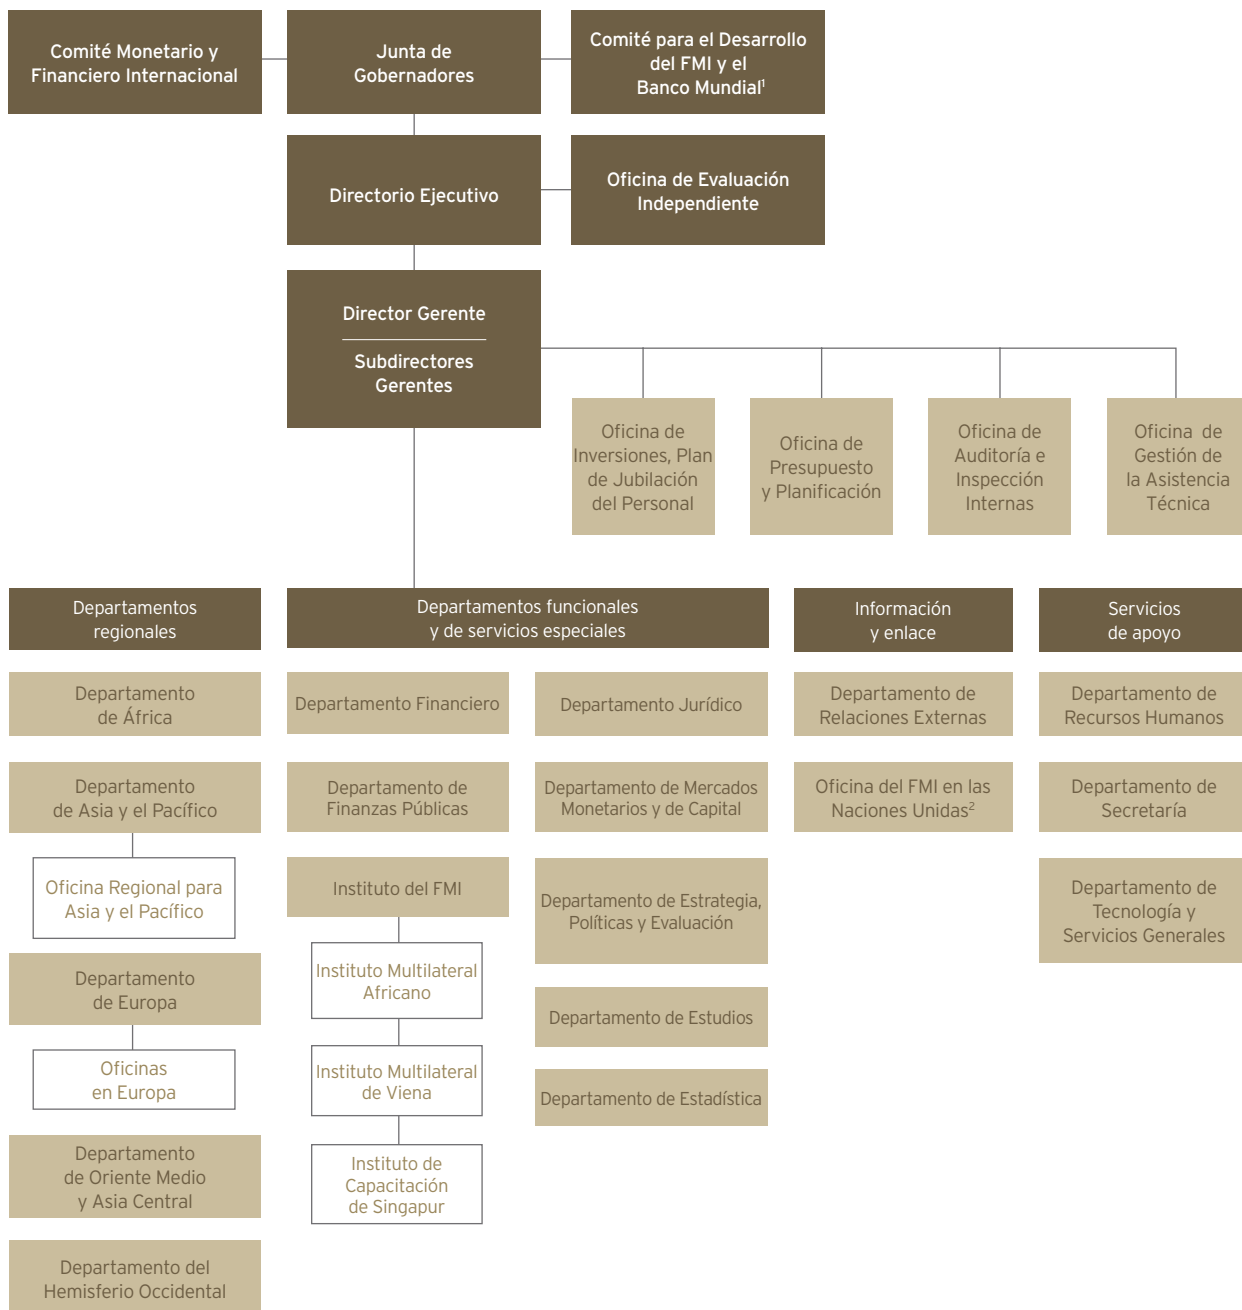 Comité Monetario y
Financiero Internacional
Junta de
Gobernadores
Comité para el Desarrollo
del FMI y el
Banco Mundial¹
Directorio Ejecutivo
Oficina de Evaluación
Independiente
Director Gerente
Subdirectores
Gerentes
Oficina de
Inversiones, Plan
de Jubilación
del Personal
Oficina de
Presupuesto
y Planificación
Oficina de
Auditoría e
Inspección
Internas
Oficina de
Gestión de
la Asistencia
Técnica
Departamentos
regionales
Departamento
de África
Departamento
de Asia y el Pacífico
Oficina Regional para
Asia y el Pacífico
Departamento
de Europa
Oficinas
en Europa
Departamento
de Oriente Medio
y Asia Central
Departamento del
Hemisferio Occidental
Departamentos funcionales
y de servicios especiales
Departamento Financiero
Departamento de
Finanzas Públicas
Instituto del FMI
Instituto Multilateral
Africano
Instituto Multilateral
de Viena
Instituto de
Capacitación
de Singapur
Departamento Jurídico
Departamento de Mercados
Monetarios y de Capital
Departamento de Estrategia,
Políticas y Evaluación
Departamento de Estudios
Departamento de Estadística
Información
y enlace
Departamento de
Relaciones Externas
Oficina del FMI en las
Naciones Unidas²
Servicios
de apoyo
Departamento de
Recursos Humanos
Departamento de
Secretaría
Departamento de
Tecnología y
Servicios Generales